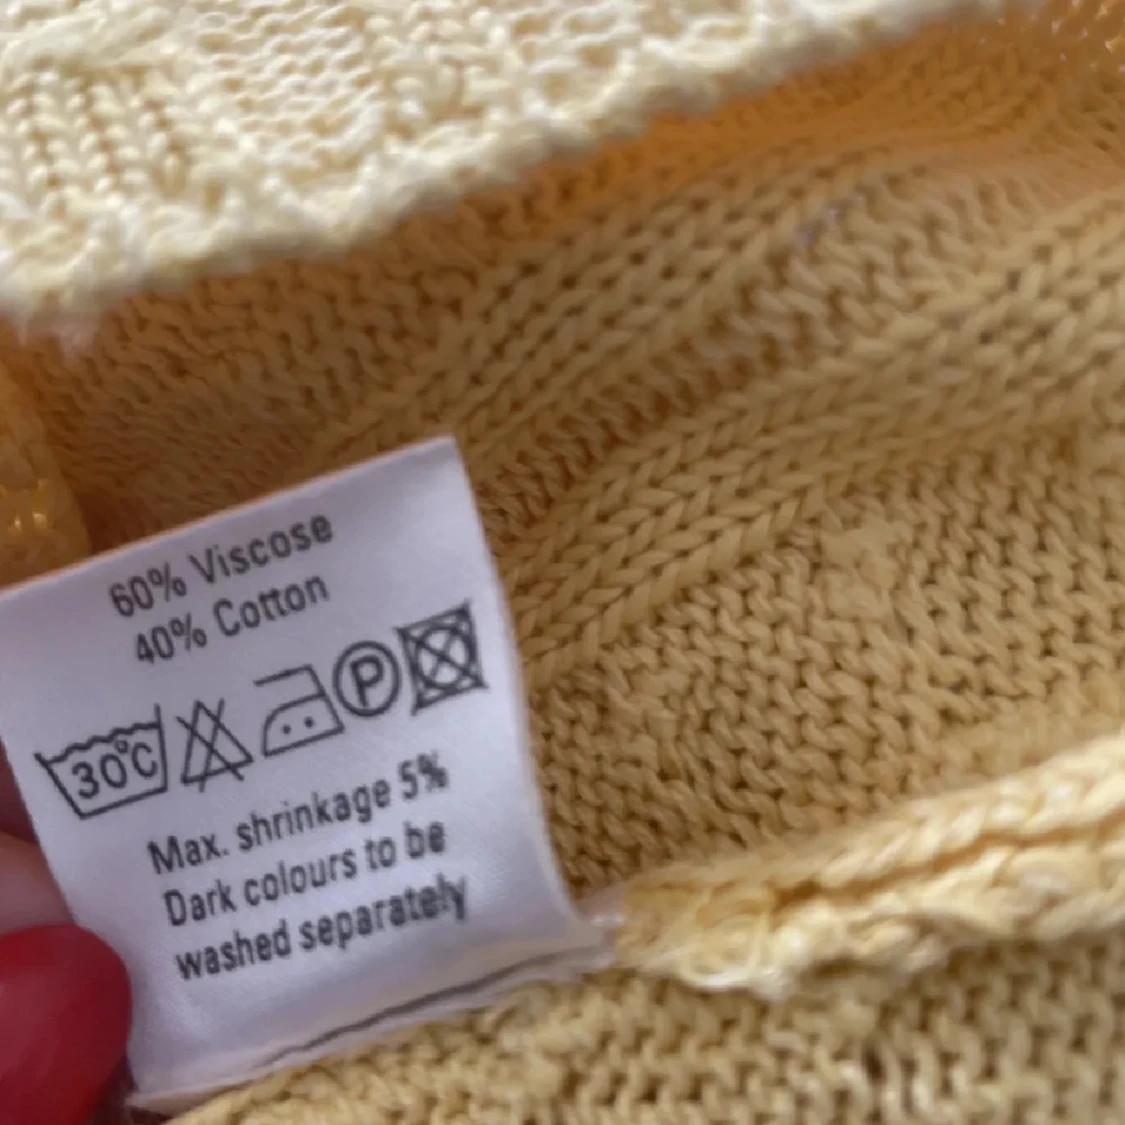 60% Viscose
40% Cotton
30°C P
Max. shrinkage 5%
Dark colours to be
washed separately